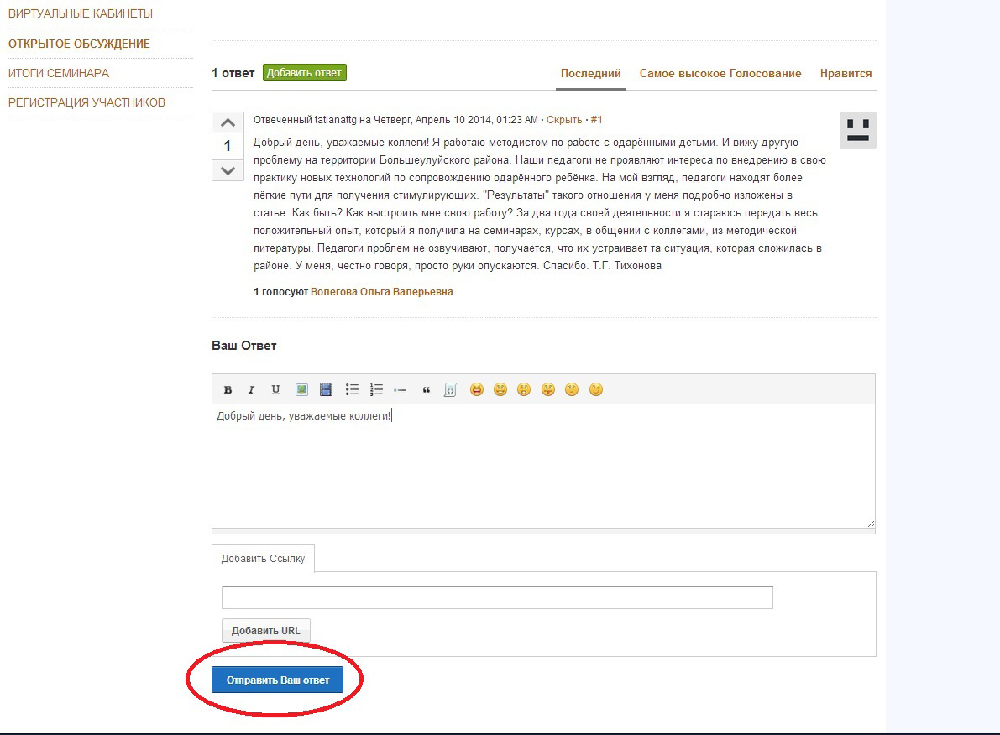 ВИРТУАЛЬНЫЕ КАБИНЕТЫ
ОТКРЫТОЕ ОБСУЖДЕНИЕ
ИТОГИ СЕМИНАРА
РЕГИСТРАЦИЯ УЧАСТНИКОВ
1 ответ Добавить ответ Последний Самое высокое Голосование Нравится
Отвеченный tatianattg на Четверг, Апрель 10 2014, 01:23 AM · Скрыть · #1
1
Добрый день, уважаемые коллеги! Я работаю методистом по работе с одарёнными детьми. И вижу другую
проблему на территории Большеулуйского района. Наши педагоги не проявляют интереса по внедрению в свою
практику новых технологий по сопровождению одарённого ребёнка. На мой взгляд, педагоги находят более
лёгкие пути для получения стимулирующих. "Результаты" такого отношения у меня подробно изложены в
статье. Как быть? Как выстроить мне свою работу? За два года своей деятельности я стараюсь передать весь
положительный опыт, который я получила на семинарах, курсах, в общении с коллегами, из методической
литературы. Педагоги проблем не озвучивают, получается, что их устраивает та ситуация, которая сложилась в
районе. У меня, честно говоря, просто руки опускаются. Спасибо. Т.Г. Тихонова
1 голосуют Волегова Ольга Валерьевна
Ваш Ответ
B I U
Добрый день, уважаемые коллеги!
Добавить Ссылку
Добавить URL
Отправить Ваш ответ